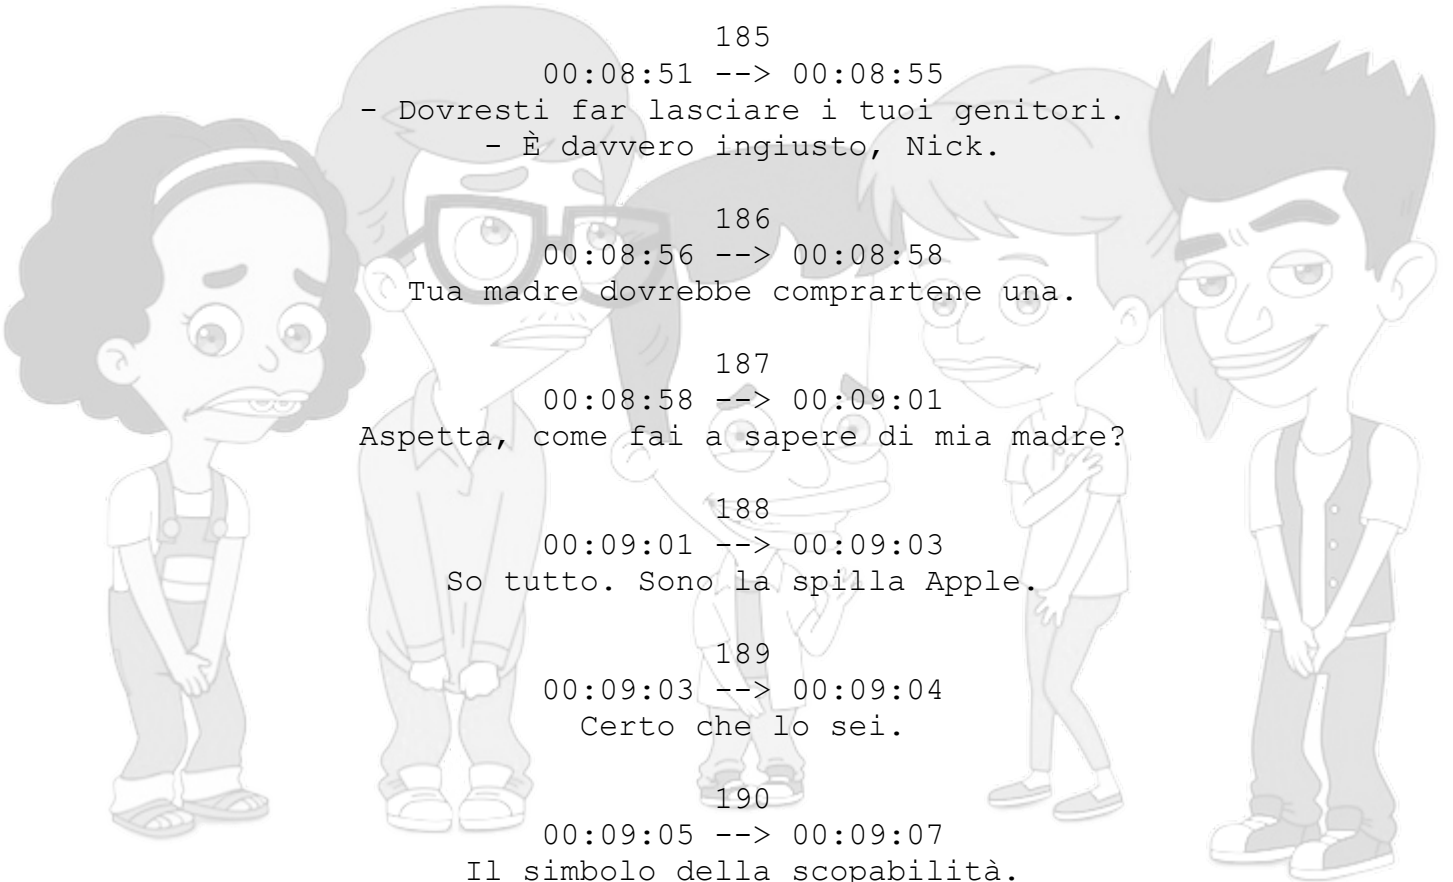 185
00:08:51 --> 00:08:55
- Dovresti far lasciare i tuoi genitori.
- È davvero ingiusto, Nick.
186
00:08:56 --> 00:08:58
Tua madre dovrebbe comprartene una.
187
00:08:58 --> 00:09:01
Aspetta, come fai a sapere di mia madre?
188
00:09:01 --> 00:09:03
So tutto. Sono la spilla Apple.
189
00:09:03 --> 00:09:04
Certo che lo sei.
190
00:09:05 --> 00:09:07
Il simbolo della scopabilità.